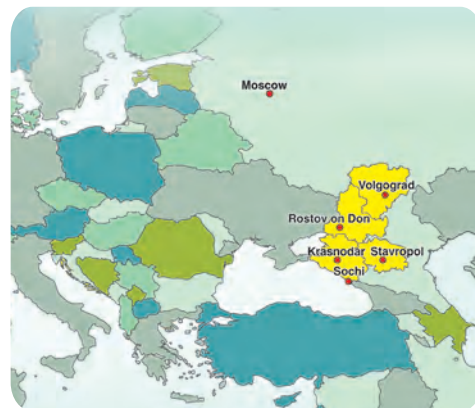 Moscow
Volgograd
Rostov on Don
Krasnodar Stavropol
Sochi